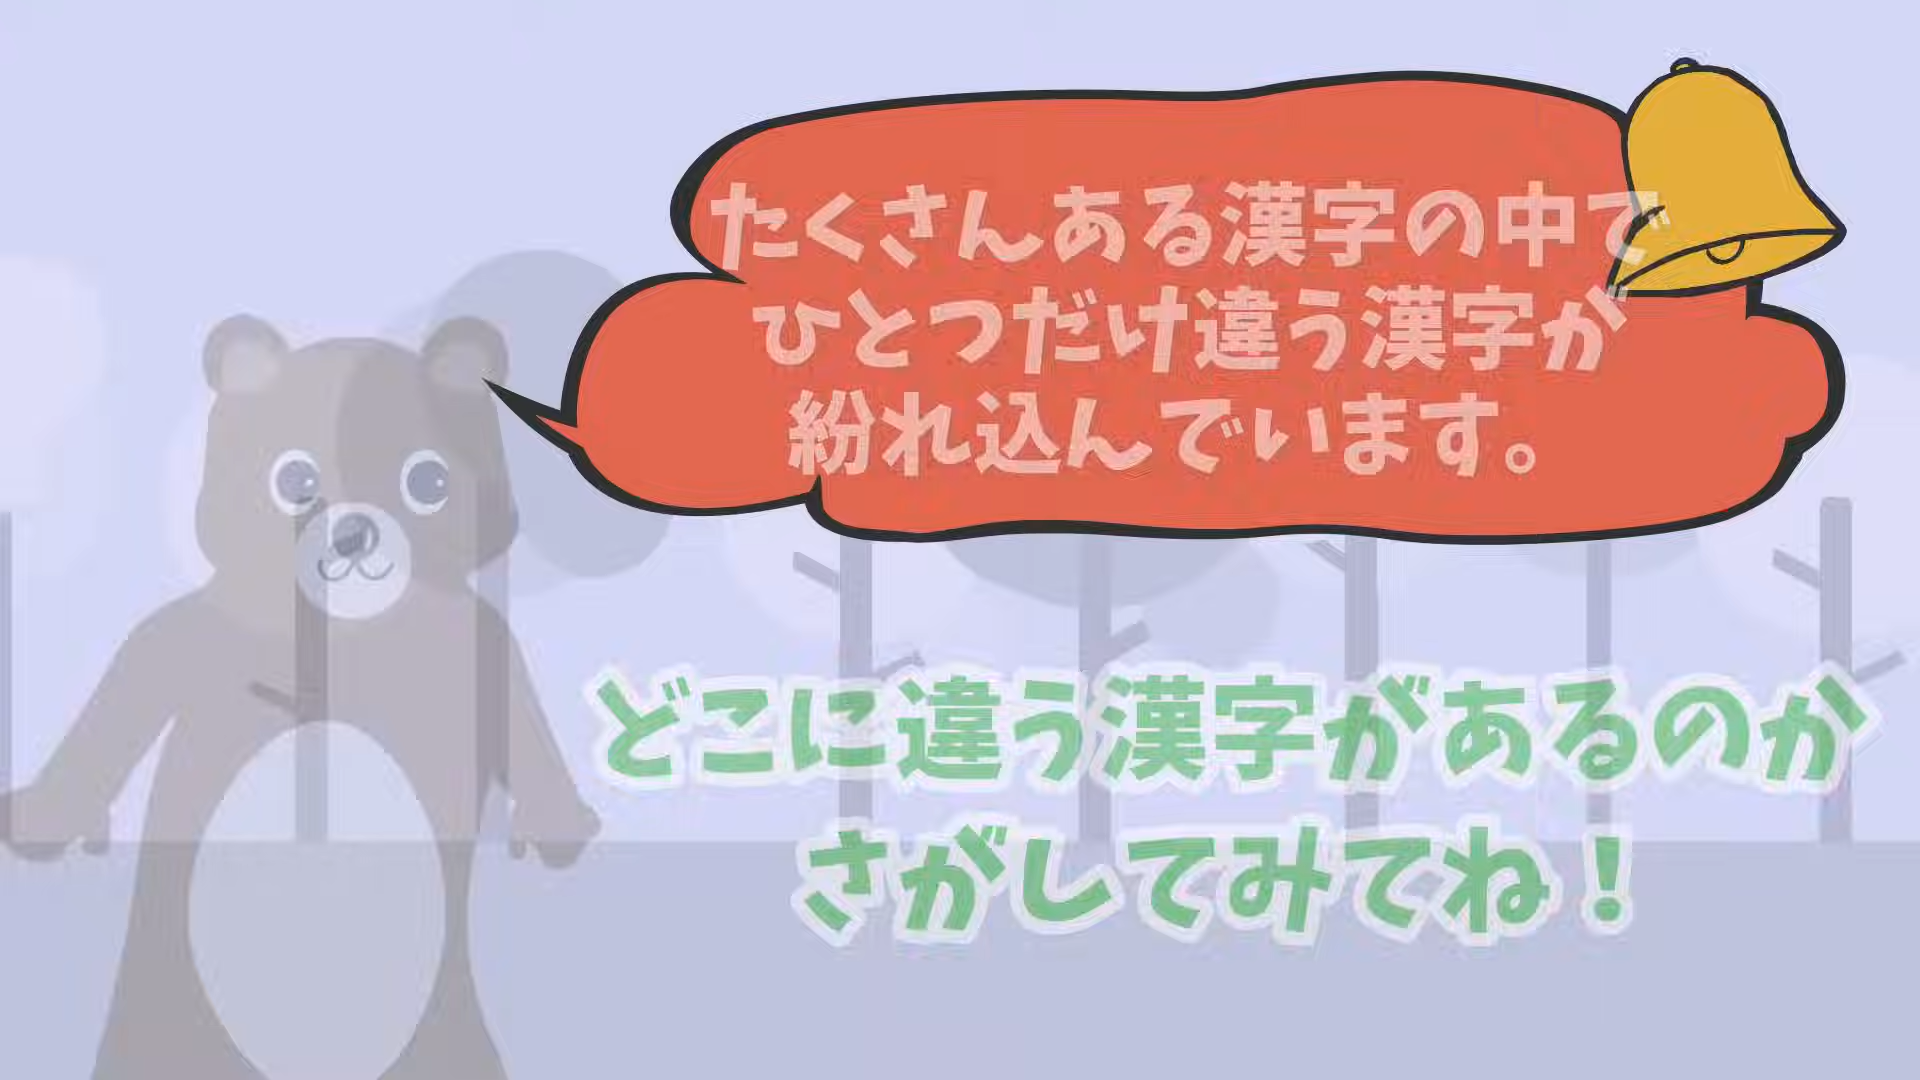 たくさんある漢字の中で
ひとつだけ違う漢字が
紛れ込んでいます。
どこに違う漢字があるのか
さがしてみてね！